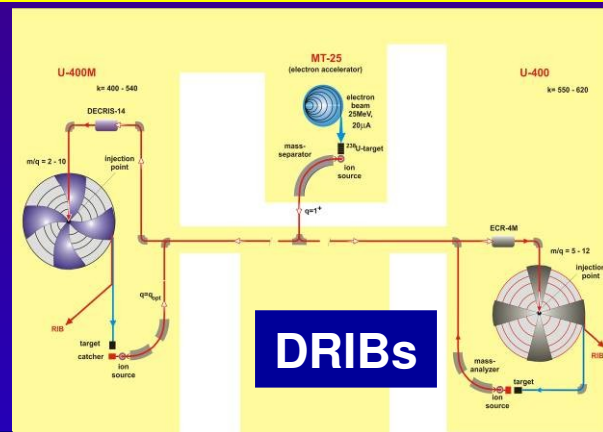 MT-25
(electron accelerator)
U-400M
k= 400 - 540
U-400
k= 550 - 620
DECRIS-14
electron
beam
25MeV,
20µA
mass-
separator
238U-target
ion
source
m/q = 2 - 10
injection
point
q=1+
ECR-4M
m/q = 5 - 12
injection
point
q=qopt
RIB
target
catcher
ion
source
DRIBs
mass-
analyzer
target
ion
source
RIB